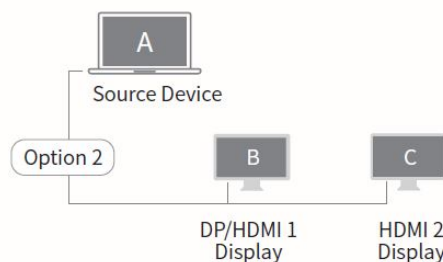 A
Source Device
Option 2
B
C
DP/HDMI 1
Display
HDMI 2
Display